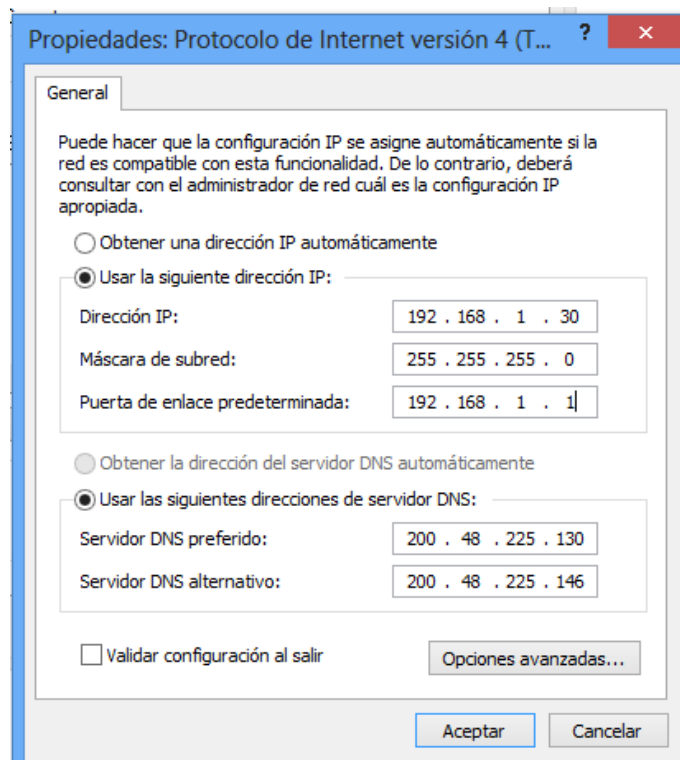 Propiedades: Protocolo de Internet versión 4 (T... ?
General
Puede hacer que la configuración IP se asigne automáticamente si la
red es compatible con esta funcionalidad. De lo contrario, deberá
consultar con el administrador de red cuál es la configuración IP
apropiada.
Obtener una dirección IP automáticamente
Usar la siguiente dirección IP:
Dirección IP: 192 . 168 . 1 . 30
Máscara de subred: 255 . 255 . 255 . 0
Puerta de enlace predeterminada: 192 . 168 . 1 . 1
Obtener la dirección del servidor DNS automáticamente
Usar las siguientes direcciones de servidor DNS:
Servidor DNS preferido: 200 . 48 . 225 . 130
Servidor DNS alternativo: 200 . 48 . 225 . 146
Validar configuración al salir Opciones avanzadas...
Aceptar Cancelar